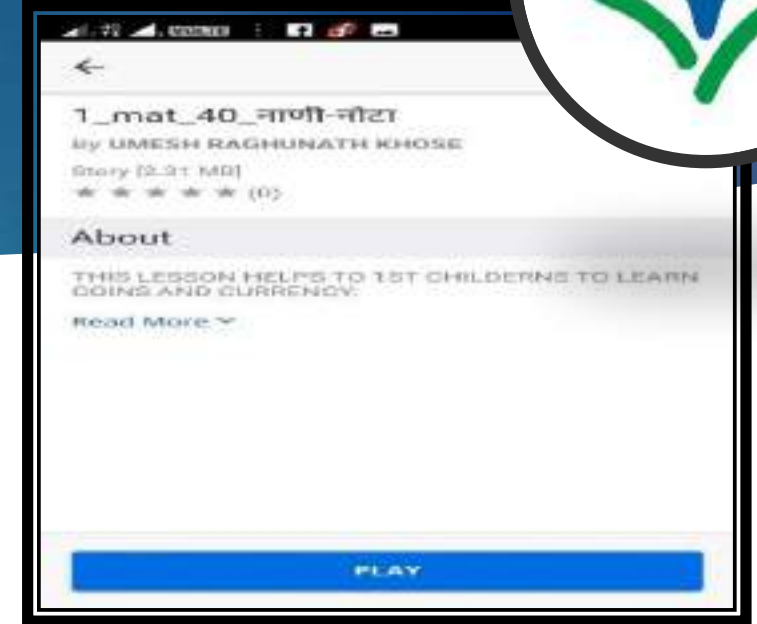 1_mat_40_नाणी-नोटा
By UMESH RAGHUNATH KHOSE
Story [2.31 MB]
(0)
About
THIS LESSON HELPS TO 1ST CHILDERNS TO LEARN
COINS AND CURRENCY.
Read More
PLAY